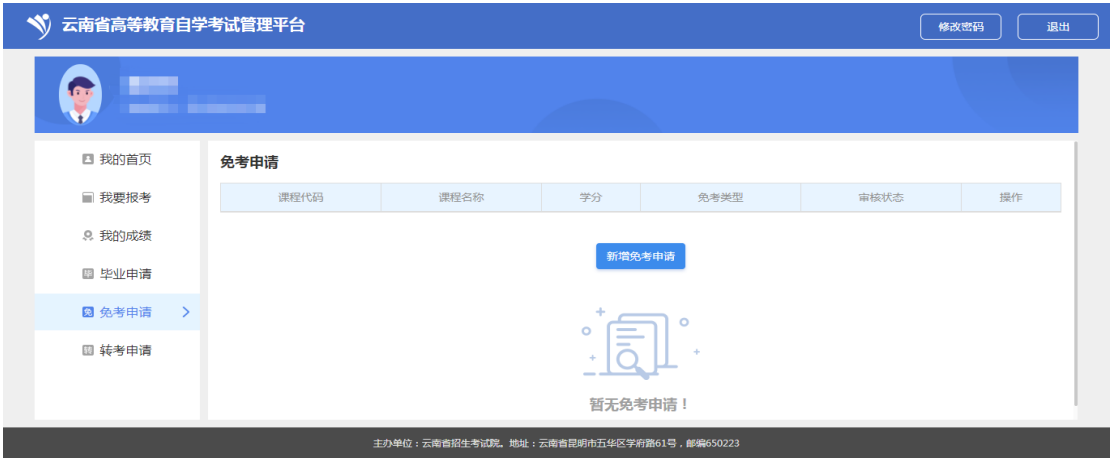 云南省高等教育自学考试管理平台
修改密码 退出
我的首页
我要报考
我的成绩
毕业申请
免考申请
转考申请
免考申请
课程代码 课程名称 学分 免考类型 审核状态 操作
新增免考申请
暂无免考申请！
主办单位：云南省招生考试院。地址：云南省昆明市五华区学府路61号，邮编650223